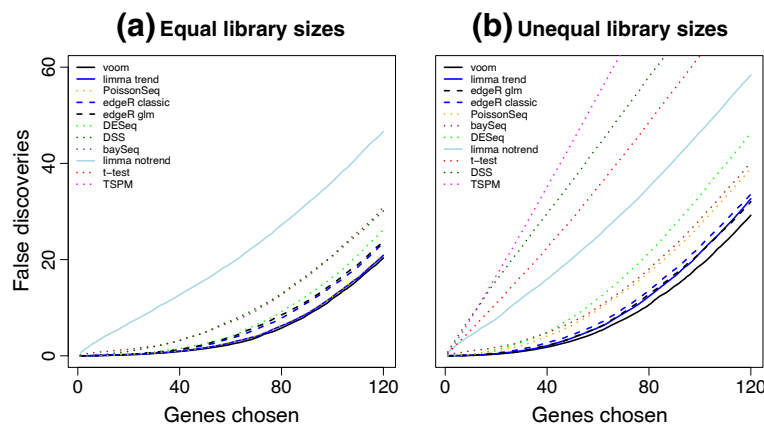 (a) Equal library sizes
False discoveries
60
40
20
0
voom
limma trend
PoissonSeq
edgeR classic
edgeR glm
DESeq
DSS
baySeq
limma notrend
t−test
TSPM
0 40 80 120
Genes chosen
(b) Unequal library sizes
voom
limma trend
edgeR glm
edgeR classic
PoissonSeq
baySeq
DESeq
limma notrend
t−test
DSS
TSPM
0 40 80 120
Genes chosen